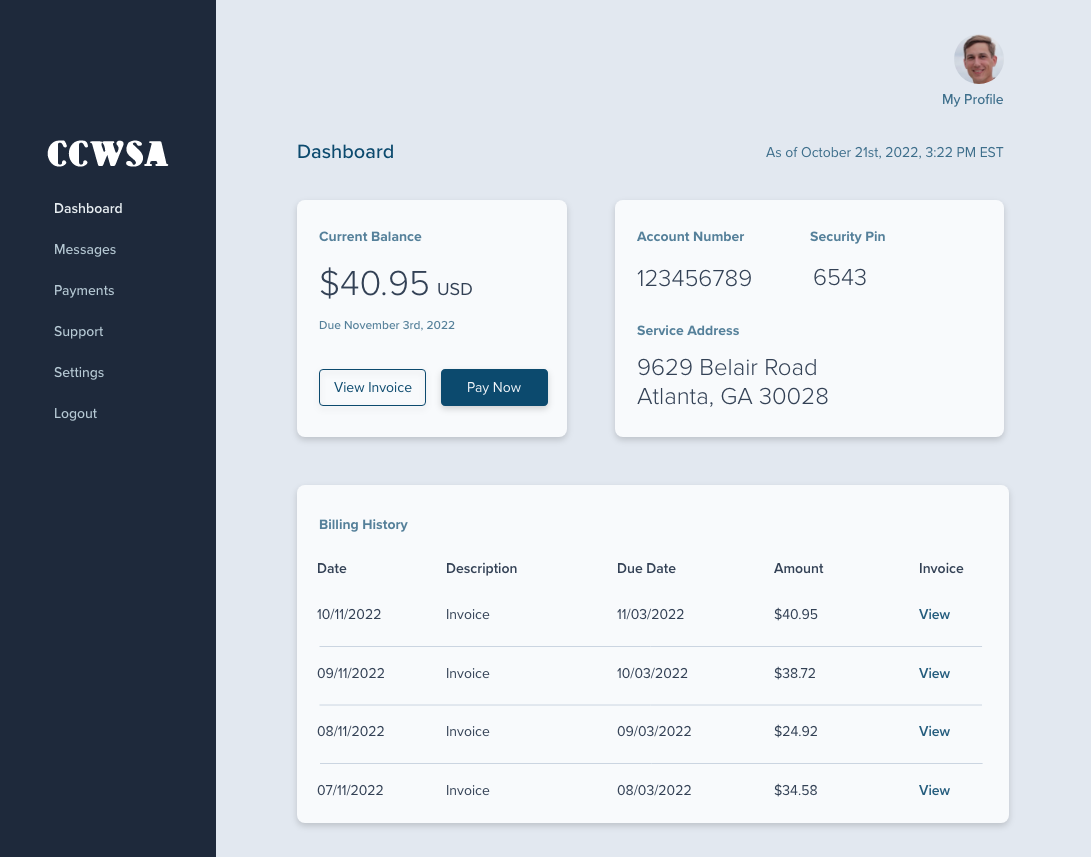 My Profile
CCWSA
Dashboard
Messages
Payments
Support
Settings
Logout
Dashboard
As of October 21st, 2022, 3:22 PM EST
Current Balance
$40.95 USD
Due November 3rd, 2022
View Invoice
Pay Now
Account Number
Security Pin
123456789
6543
Service Address
9629 Belair Road
Atlanta, GA 30028
Billing History
Date Description Due Date Amount Invoice
10/11/2022 Invoice 11/03/2022 $40.95 View
09/11/2022 Invoice 10/03/2022 $38.72 View
08/11/2022 Invoice 09/03/2022 $24.92 View
07/11/2022 Invoice 08/03/2022 $34.58 View